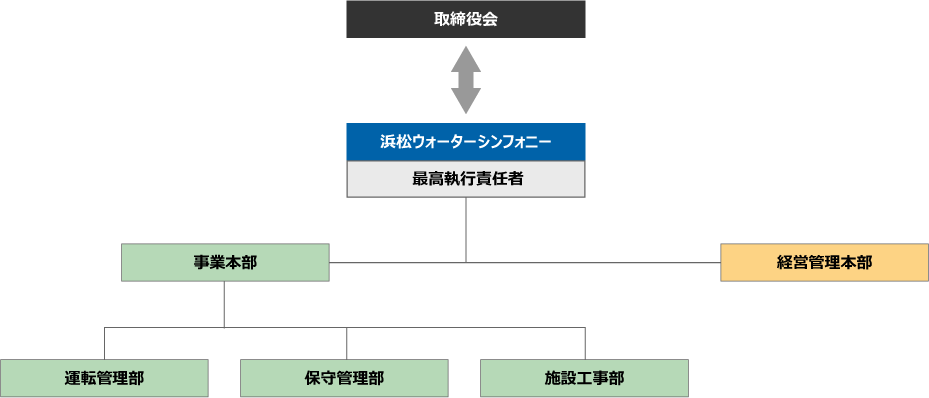 取締役会
浜松ウォーターシンフォニー
最高執行責任者
事業本部
経営管理本部
運転管理部
保守管理部
施設工事部